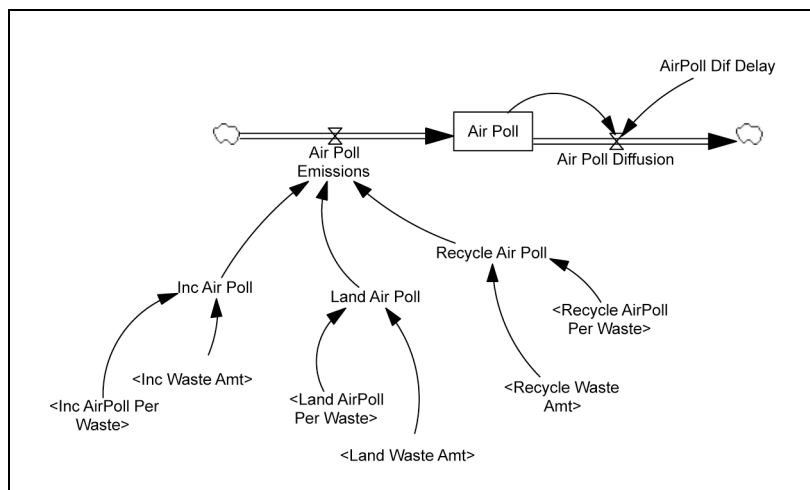 AirPoll Dif Delay
Air Poll
Air Poll
Emissions
Air Poll Diffusion
Recycle Air Poll
Inc Air Poll
Land Air Poll
<Recycle AirPoll
Per Waste>
<Inc Waste Amt>
<Recycle Waste
Amt>
<Inc AirPoll Per
Waste>
<Land AirPoll
Per Waste>
<Land Waste Amt>